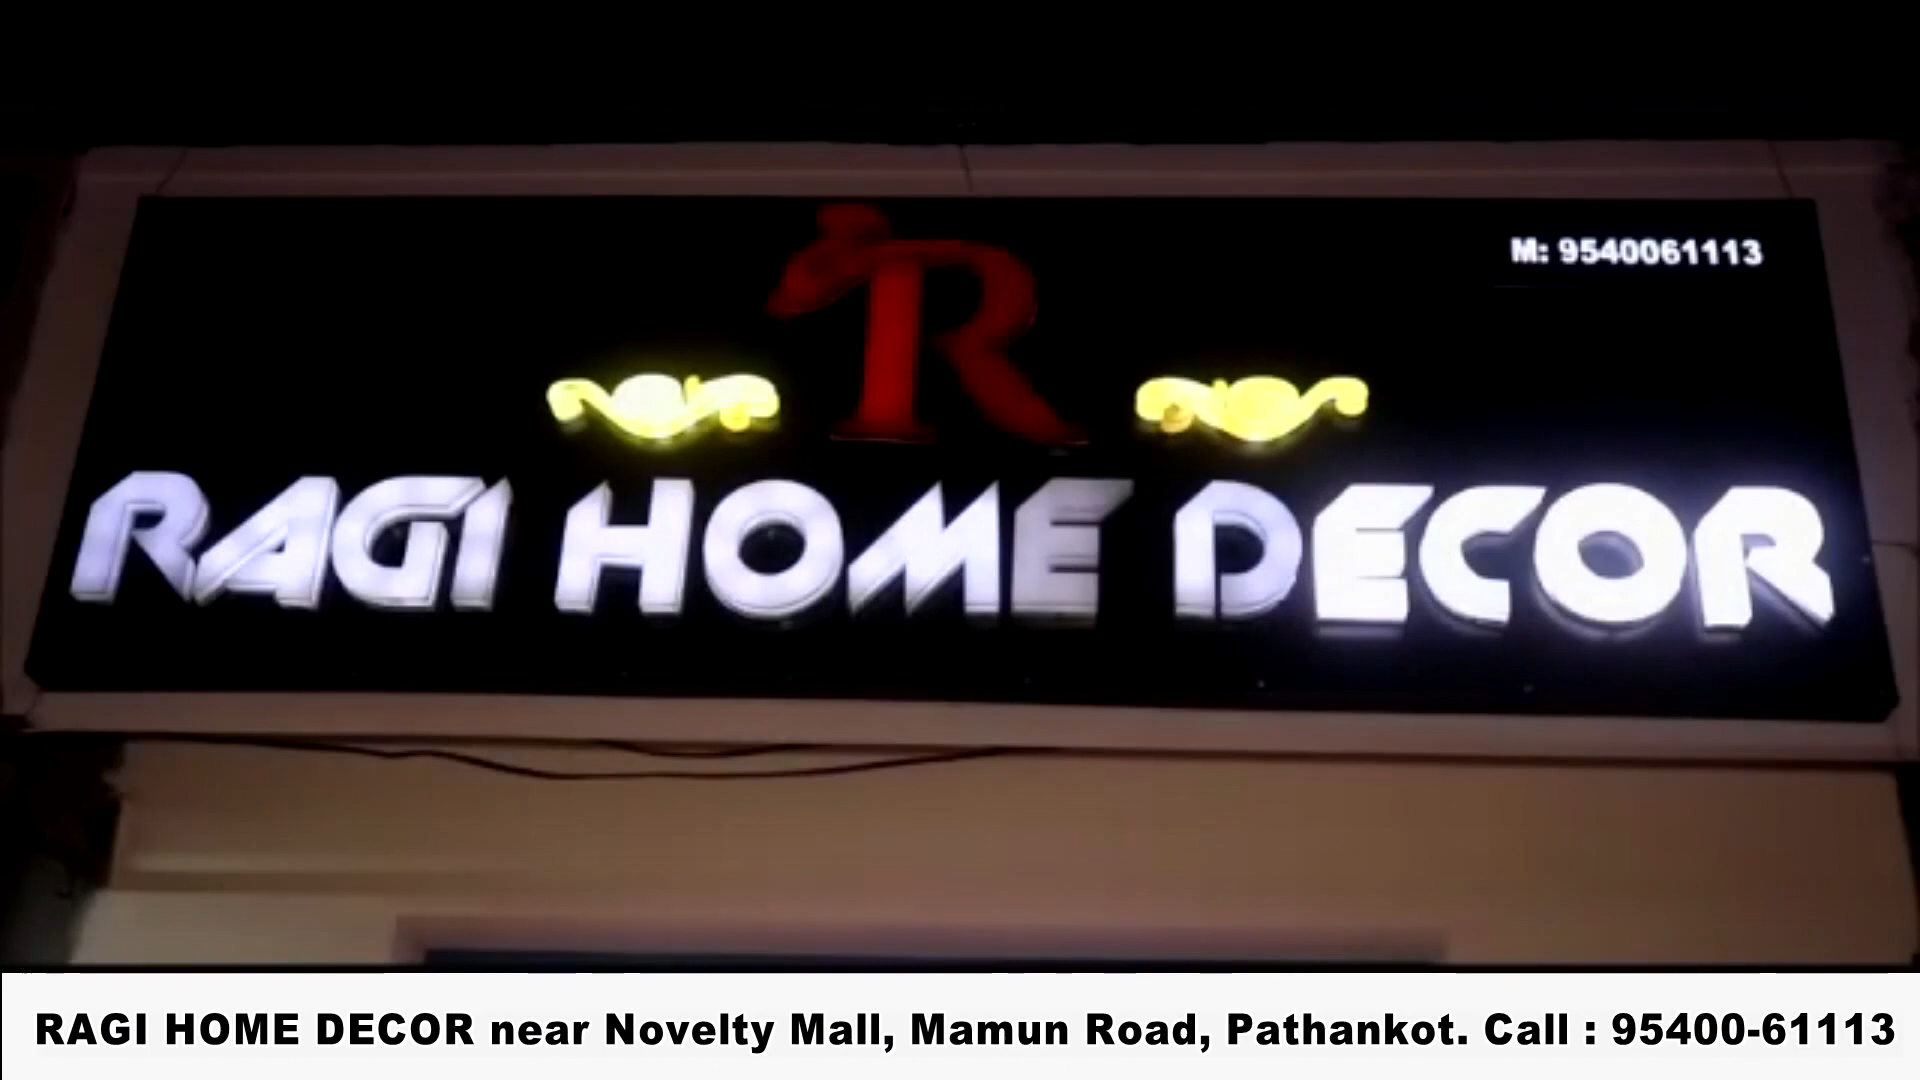 R
M: 9540061113
RAGI HOME DECOR
RAGI HOME DECOR near Novelty Mall, Mamun Road, Pathankot. Call : 95400-61113